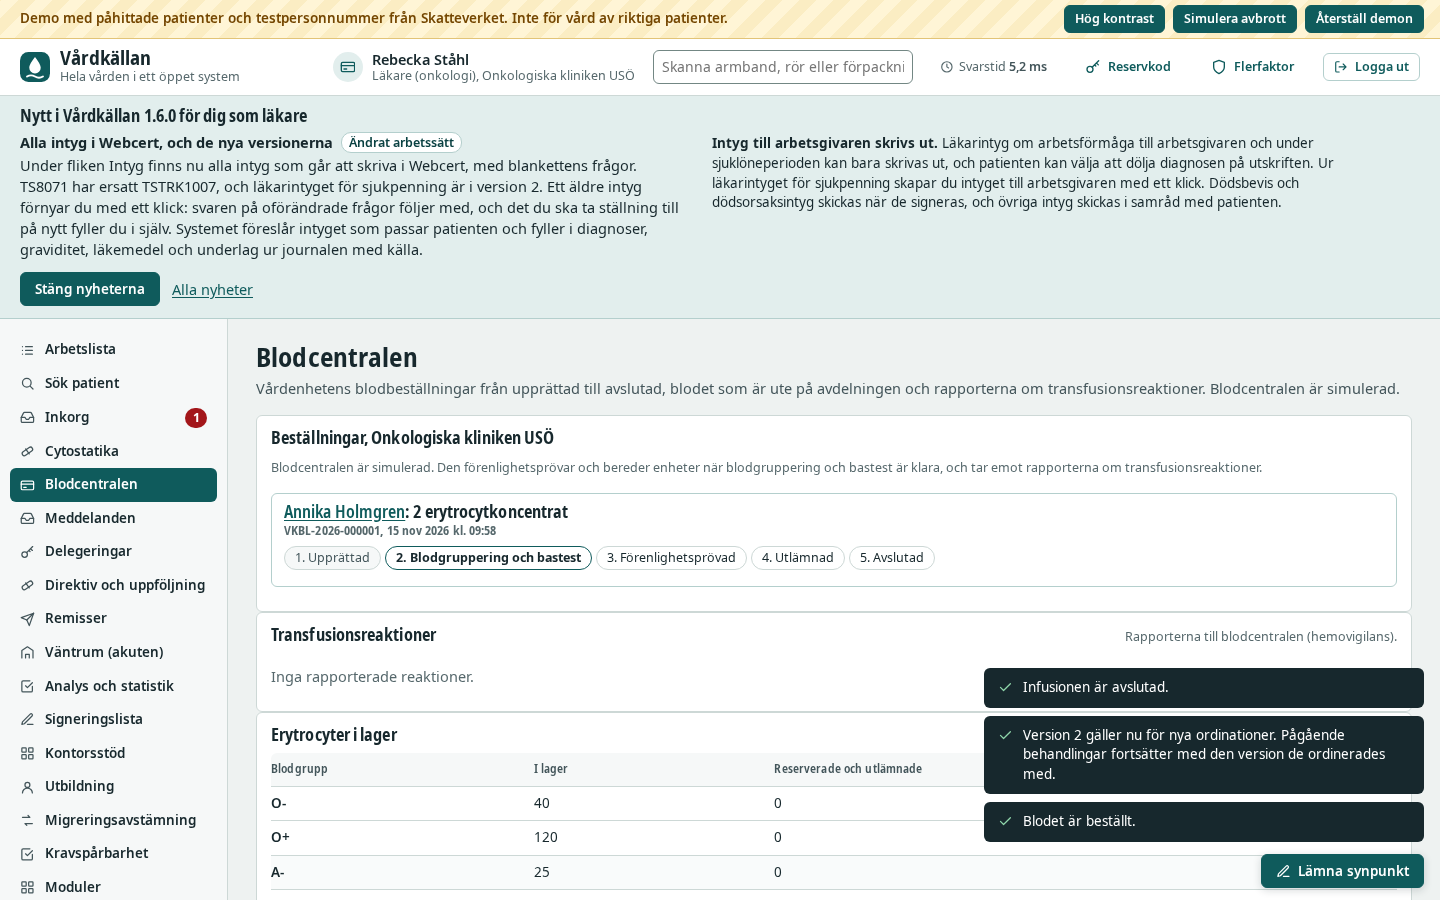 Demo med påhittade patienter och testpersonnummer från Skatteverket. Inte för vård av riktiga patienter.
Hög kontrast
Simulera avbrott
Återställ demon
Vårdkällan
Hela vården i ett öppet system
Rebecka Ståhl
Läkare (onkologi), Onkologiska kliniken USÖ
Skanna armband, rör eller förpackni
Svarstid 5,2 ms
Reservkod
Flerfaktor
Logga ut
Nytt i Vårdkällan 1.6.0 för dig som läkare
Alla intyg i Webcert, och de nya versionerna
Ändrat arbetssätt
Under fliken Intyg finns nu alla intyg som går att skriva i Webcert, med blankettens frågor.
TS8071 har ersatt TSTRK1007, och läkarintyget för sjukpenning är i version 2. Ett äldre intyg
förnyar du med ett klick: svaren på oförändrade frågor följer med, och det du ska ta ställning till
på nytt fyller du i själv. Systemet föreslår intyget som passar patienten och fyller i diagnoser,
graviditet, läkemedel och underlag ur journalen med källa.
Intyg till arbetsgivaren skrivs ut. Läkarintyg om arbetsförmåga till arbetsgivaren och under
sjuklöneperioden kan bara skrivas ut, och patienten kan välja att dölja diagnosen på utskriften. Ur
läkarintyget för sjukpenning skapar du intyget till arbetsgivaren med ett klick. Dödsbevis och
dödsorsaksintyg skickas när de signeras, och övriga intyg skickas i samråd med patienten.
Stäng nyheterna
Alla nyheter
Arbetslista
Sök patient
Inkorg
1
Cytostatika
Blodcentralen
Meddelanden
Delegeringar
Direktiv och uppföljning
Remisser
Väntrum (akuten)
Analys och statistik
Signeringslista
Kontorsstöd
Utbildning
Migreringsavstämning
Kravspårbarhet
Moduler
Blodcentralen
Vårdenhetens blodbeställningar från upprättad till avslutad, blodet som är ute på avdelningen och rapporterna om transfusionsreaktioner. Blodcentralen är simulerad.
Beställningar, Onkologiska kliniken USÖ
Blodcentralen är simulerad. Den förenlighetsprövar och bereder enheter när blodgruppering och bastest är klara, och tar emot rapporterna om transfusionsreaktioner.
Annika Holmgren: 2 erytrocytkoncentrat
VKBL-2026-000001, 15 nov 2026 kl. 09:58
1. Upprättad
2. Blodgruppering och bastest
3. Förenlighetsprövad
4. Utlämnad
5. Avslutad
Transfusionsreaktioner
Rapporterna till blodcentralen (hemovigilans).
Inga rapporterade reaktioner.
Erytrocyter i lager
Blodgrupp
I lager
Reserverade och utlämnade
O-
40
0
O+
120
0
A-
25
0
Infusionen är avslutad.
Version 2 gäller nu för nya ordinationer. Pågående
behandlingar fortsätter med den version de ordinerades
med.
Blodet är beställt.
Lämna synpunkt